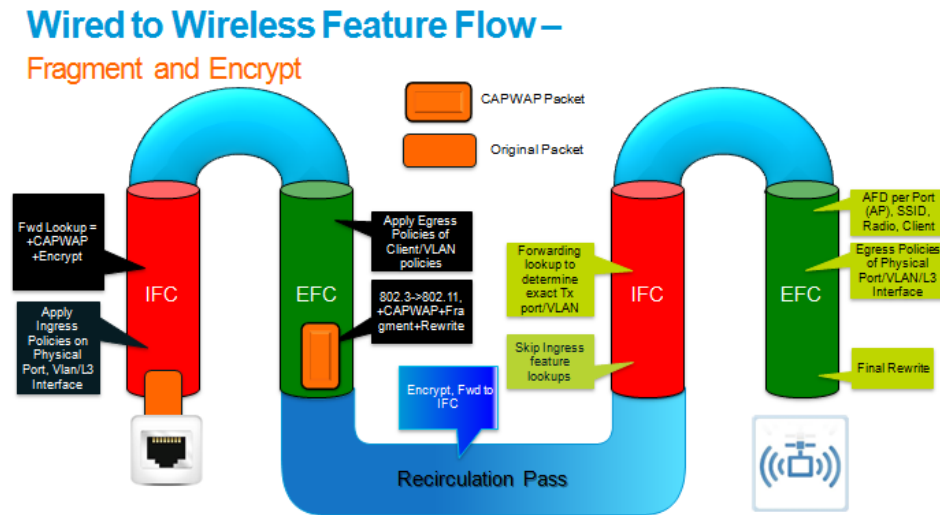 Wired to Wireless Feature Flow –
Fragment and Encrypt
CAPWAP Packet
Original Packet
Fwd Lookup =
+CAPWAP
+Encrypt
IFC
Apply
Ingress
Policies on
Physical
Port, Vlan/L3
Interface
EFC
Apply Egress
Policies of
Client/VLAN
policies
802.3->802.11,
+CAPWAP+Fra
gment+Rewrite
Encrypt, Fwd to
IFC
Recirculation Pass
Forwarding
lookup to
determine
exact Tx
port/VLAN
Skip Ingress
feature
lookups
IFC
EFC
AFD per Port
(AP), SSID,
Radio, Client
Egress Policies
of Physical
Port/VLAN/L3
Interface
Final Rewrite